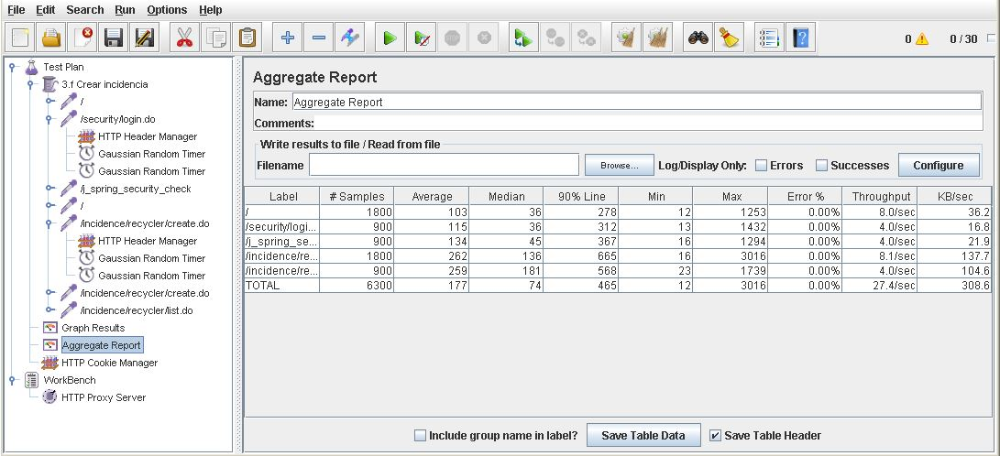 File Edit Search Run Options Help
0 0 / 30
Test Plan
3.f Crear incidencia
/
/security/login.do
HTTP Header Manager
Gaussian Random Timer
Gaussian Random Timer
/j_spring_security_check
/
/incidence/recycler/create.do
HTTP Header Manager
Gaussian Random Timer
Gaussian Random Timer
/incidence/recycler/create.do
/incidence/recycler/list.do
Graph Results
Aggregate Report
HTTP Cookie Manager
WorkBench
HTTP Proxy Server
Aggregate Report
Name: Aggregate Report
Comments:
Write results to file / Read from file
Filename Browse... Log/Display Only: Errors Successes Configure
Label # Samples Average Median 90% Line Min Max Error % Throughput KB/sec
/ 1800 103 36 278 12 1253 0.00% 8.0/sec 36.2
/security/logi... 900 115 36 312 13 1432 0.00% 4.0/sec 16.8
/j_spring_se... 900 134 45 367 16 1294 0.00% 4.0/sec 21.9
/incidence/re... 1800 262 136 665 16 3016 0.00% 8.1/sec 137.7
/incidence/re... 900 259 181 568 23 1739 0.00% 4.0/sec 104.6
TOTAL 6300 177 74 465 12 3016 0.00% 27.4/sec 308.6
Include group name in label? Save Table Data Save Table Header